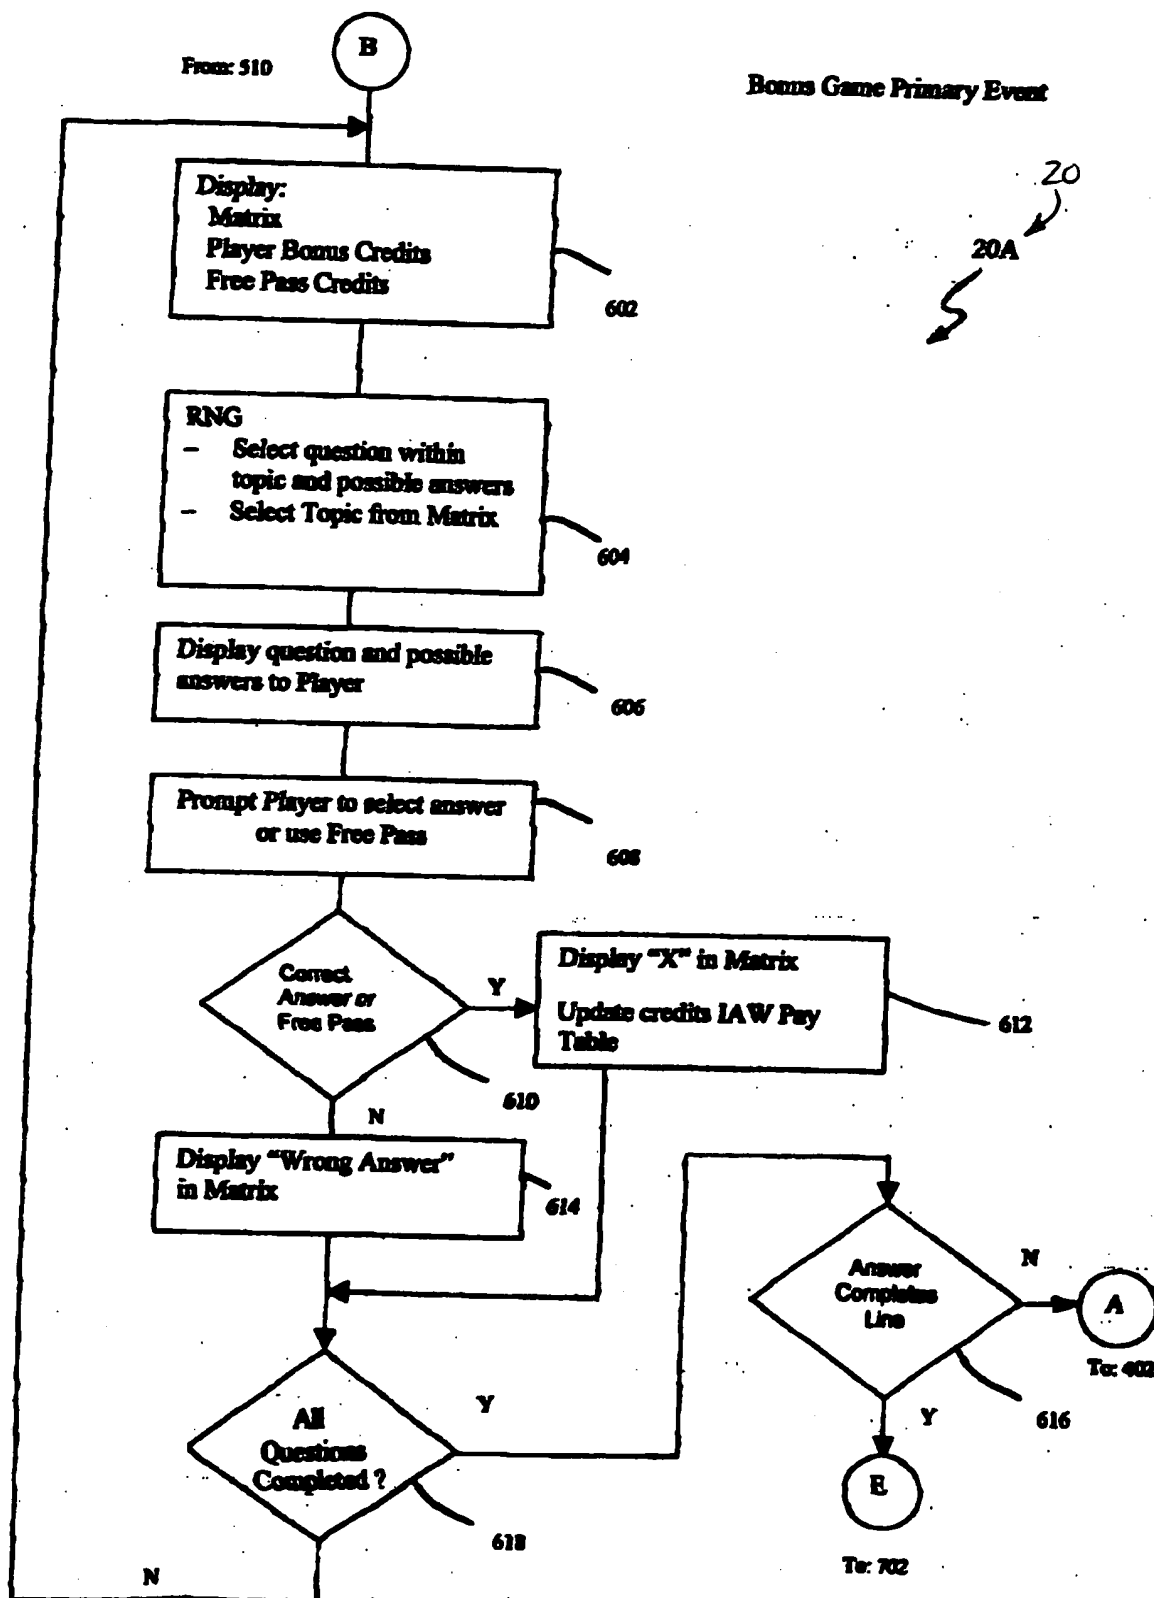 B
From: 510
Bonus Game Primary Event
20
20A
Display:
Matrix
Player Bonus Credits
Free Pass Credits
602
RNG
- Select question within
topic and possible answers
- Select Topic from Matrix
604
Display question and possible
answers to Player
606
Prompt Player to select answer
or use Free Pass
608
Correct
Answer or
Free Pass
Y
610
N
Display "X" in Matrix
Update credits IAW Pay
Table
612
Display "Wrong Answer"
in Matrix
614
Answer
Completes
Line
N
A
To: 402
616
Y
E
To: 702
All
Questions
Completed ?
Y
618
N